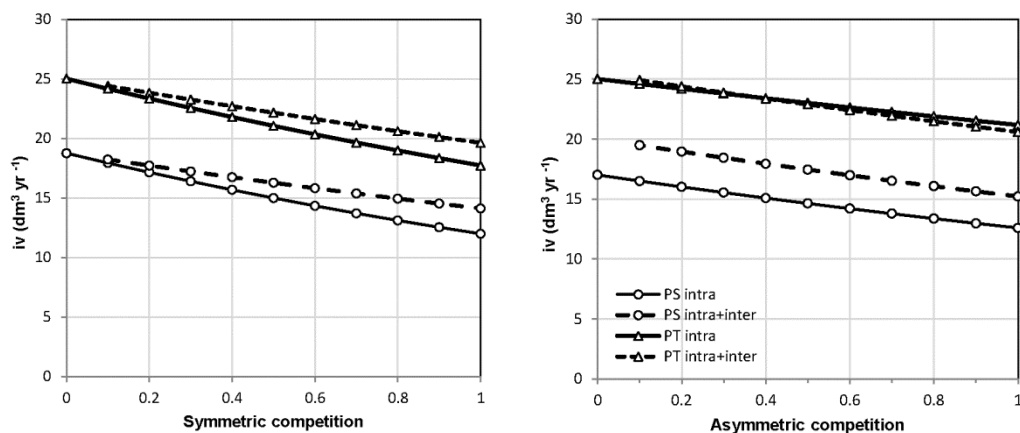 30
25
20
15
10
5
0
iv (dm³ yr ⁻¹)
0 0.2 0.4 0.6 0.8 1
Symmetric competition
30
25
20
15
10
5
0
iv (dm³ yr ⁻¹)
PS intra
PS intra+inter
PT intra
PT intra+inter
0 0.2 0.4 0.6 0.8 1
Asymmetric competition